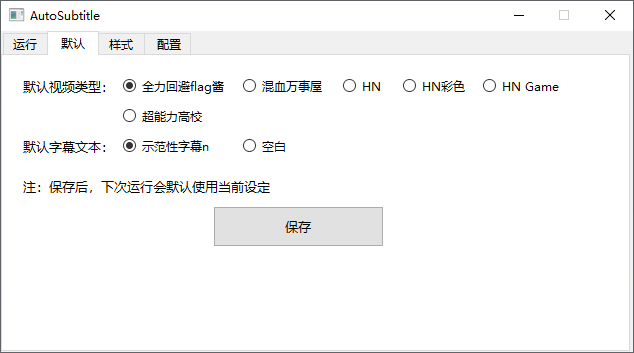 AutoSubtitle
运行 默认 样式 配置
默认视频类型: 全力回避flag酱 混血万事屋 HN HN彩色 HN Game
超能力高校
默认字幕文本: 示范性字幕n 空白
注：保存后，下次运行会默认使用当前设定
保存